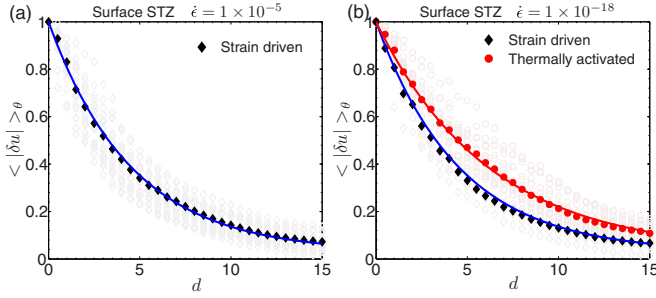 (a) Surface STZ ϵ̇ = 1 × 10⁻⁵
Strain driven
< |δu| >θ
1
0.8
0.6
0.4
0.2
0
0 5 10 15
d
(b) Surface STZ ϵ̇ = 1 × 10⁻¹⁸
Strain driven
Thermally activated
< |δu| >θ
1
0.8
0.6
0.4
0.2
0
0 5 10 15
d